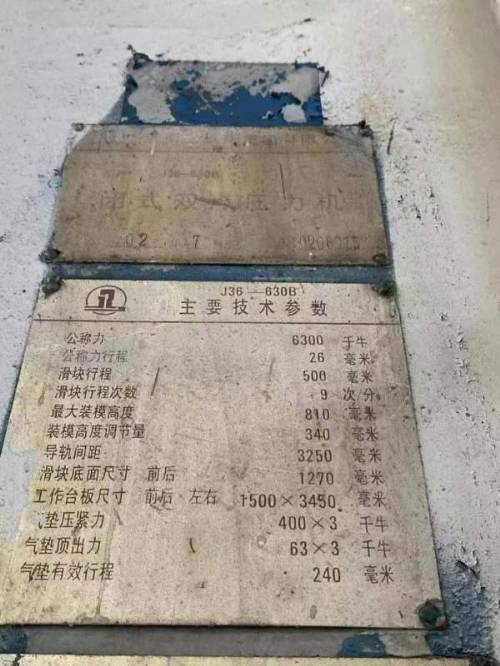 J36-630B
闭式双点压力机
02 7
J36—630B
主要技术参数
公称力 6300 千牛
公称力行程 26 毫米
滑块行程 500 毫米
滑块行程次数 9 次分
最大装模高度 810 毫米
装模高度调节量 340 毫米
导轨间距 3250 毫米
滑块底面尺寸 前后 1270 毫米
工作台板尺寸 前后·左右 1500×3450 毫米
气垫压紧力 400×3 千牛
气垫顶出力 63×3 千牛
气垫有效行程 240 毫米